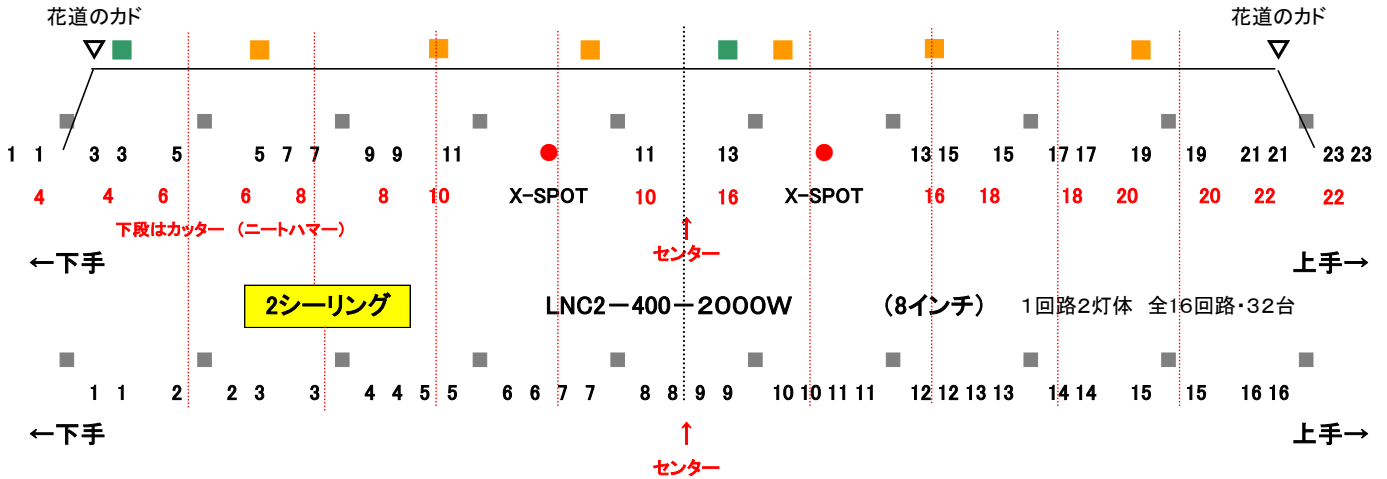 花道のカド 花道のカド
1 1 3 3 5 5 7 7 9 9 11 11 13 13 15 15 17 17 19 19 21 21 23 23
4 4 6 6 8 8 10 X-SPOT 10 16 X-SPOT 16 18 18 20 20 22 22
下段はカッター (ニートハマー)
センター
←下手 上手→
2シーリング LNC2-400-2000W (8インチ) 1回路2灯体 全16回路・32台
1 1 2 2 3 3 4 4 5 5 6 6 7 7 8 8 9 9 10 10 11 11 12 12 13 13 14 14 15 15 16 16
←下手 上手→
センター